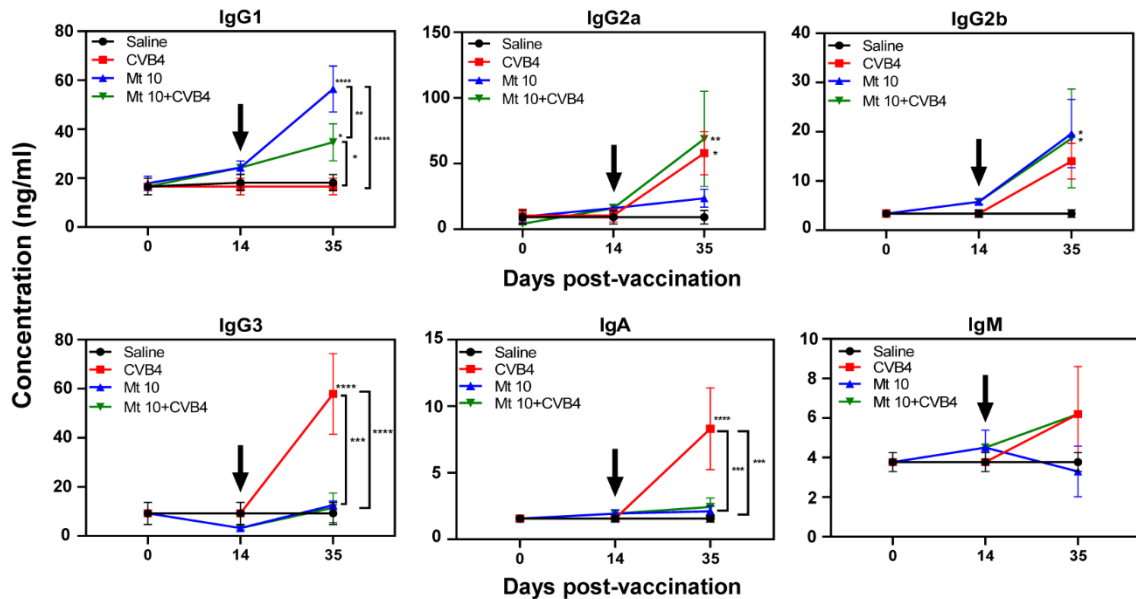 Concentration (ng/ml)
IgG1
80
60
40
20
0
Saline
CVB4
Mt 10
Mt 10+CVB4
****
**
****
*
*
0 14 35
IgG2a
150
100
50
0
Saline
CVB4
Mt 10
Mt 10+CVB4
**
*
0 14 35
IgG2b
40
30
20
10
0
Saline
CVB4
Mt 10
Mt 10+CVB4
*
*
0 14 35
Days post-vaccination
IgG3
80
60
40
20
0
Saline
CVB4
Mt 10
Mt 10+CVB4
****
***
****
0 14 35
IgA
15
10
5
0
Saline
CVB4
Mt 10
Mt 10+CVB4
****
***
***
0 14 35
IgM
10
8
6
4
2
0
Saline
CVB4
Mt 10
Mt 10+CVB4
0 14 35
Days post-vaccination